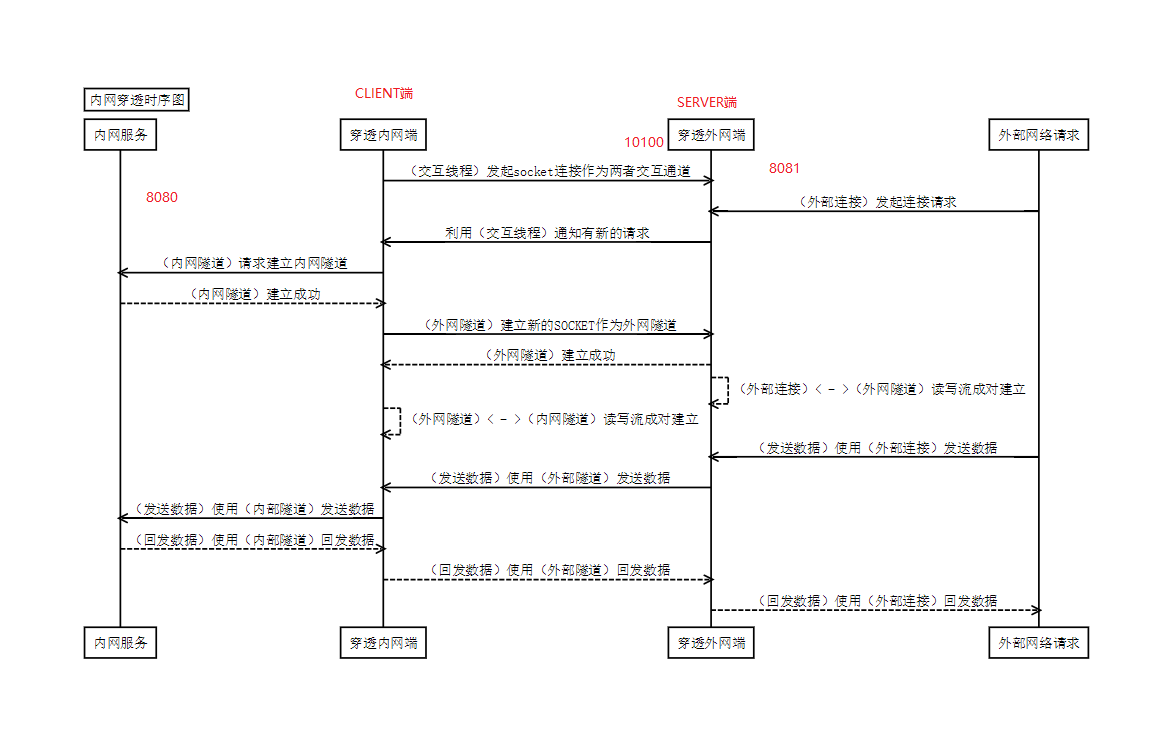 CLIENT端
SERVER端
内网穿透时序图
内网服务
穿透内网端
穿透外网端
外部网络请求
10100
8081
8080
（交互线程）发起socket连接作为两者交互通道
（外部连接）发起连接请求
利用（交互线程）通知有新的请求
（内网隧道）请求建立内网隧道
（内网隧道）建立成功
（外网隧道）建立新的SOCKET作为外网隧道
（外网隧道）建立成功
（外部连接）< - >（外网隧道）读写流成对建立
（外网隧道）< - >（内网隧道）读写流成对建立
（发送数据）使用（外部连接）发送数据
（发送数据）使用（外部隧道）发送数据
（发送数据）使用（内部隧道）发送数据
（回发数据）使用（内部隧道）回发数据
（回发数据）使用（外部隧道）回发数据
（回发数据）使用（外部连接）回发数据
内网服务
穿透内网端
穿透外网端
外部网络请求